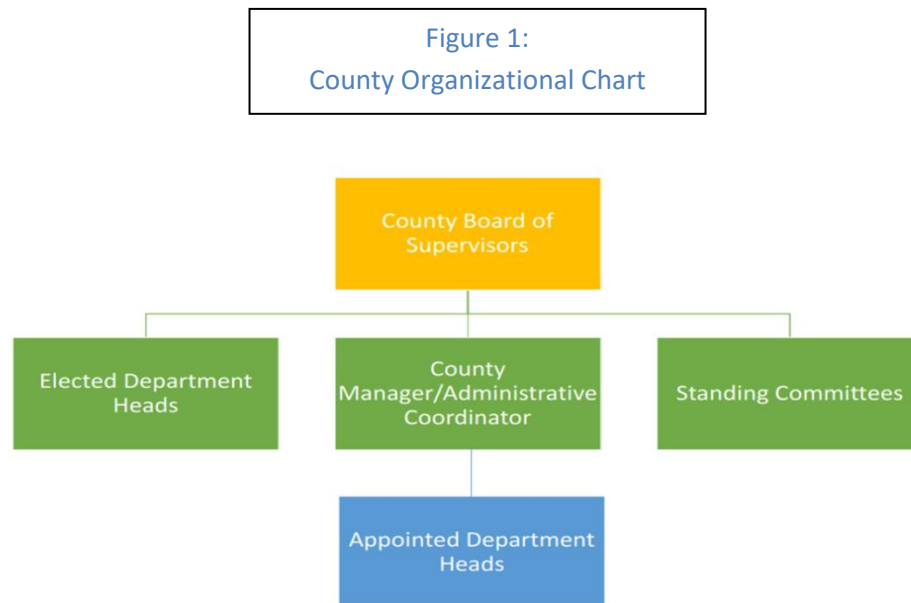 Figure 1:
County Organizational Chart
County Board of
Supervisors
Elected Department
Heads
County
Manager/Administrative
Coordinator
Standing Committees
Appointed Department
Heads